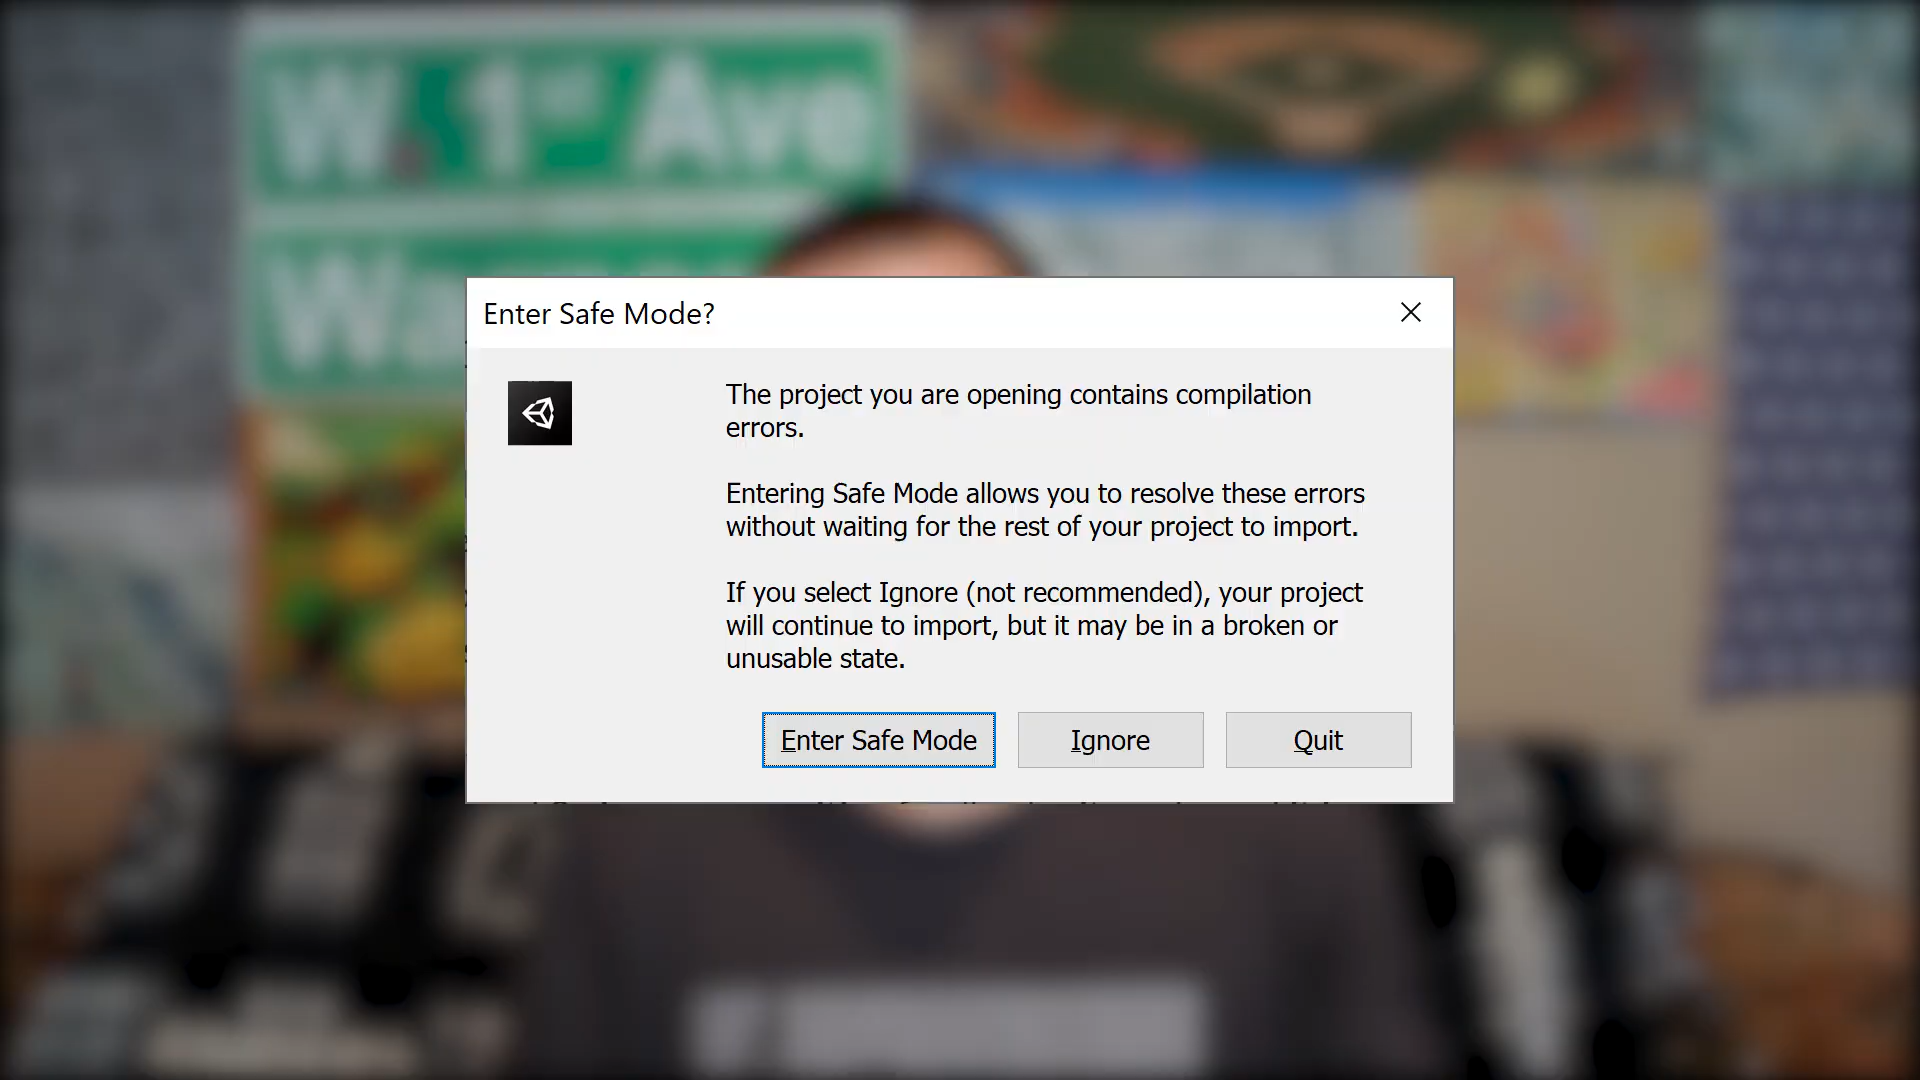 W. 1st Ave
Enter Safe Mode?
The project you are opening contains compilation
errors.
Entering Safe Mode allows you to resolve these errors
without waiting for the rest of your project to import.
If you select Ignore (not recommended), your project
will continue to import, but it may be in a broken or
unusable state.
Enter Safe Mode
Ignore
Quit